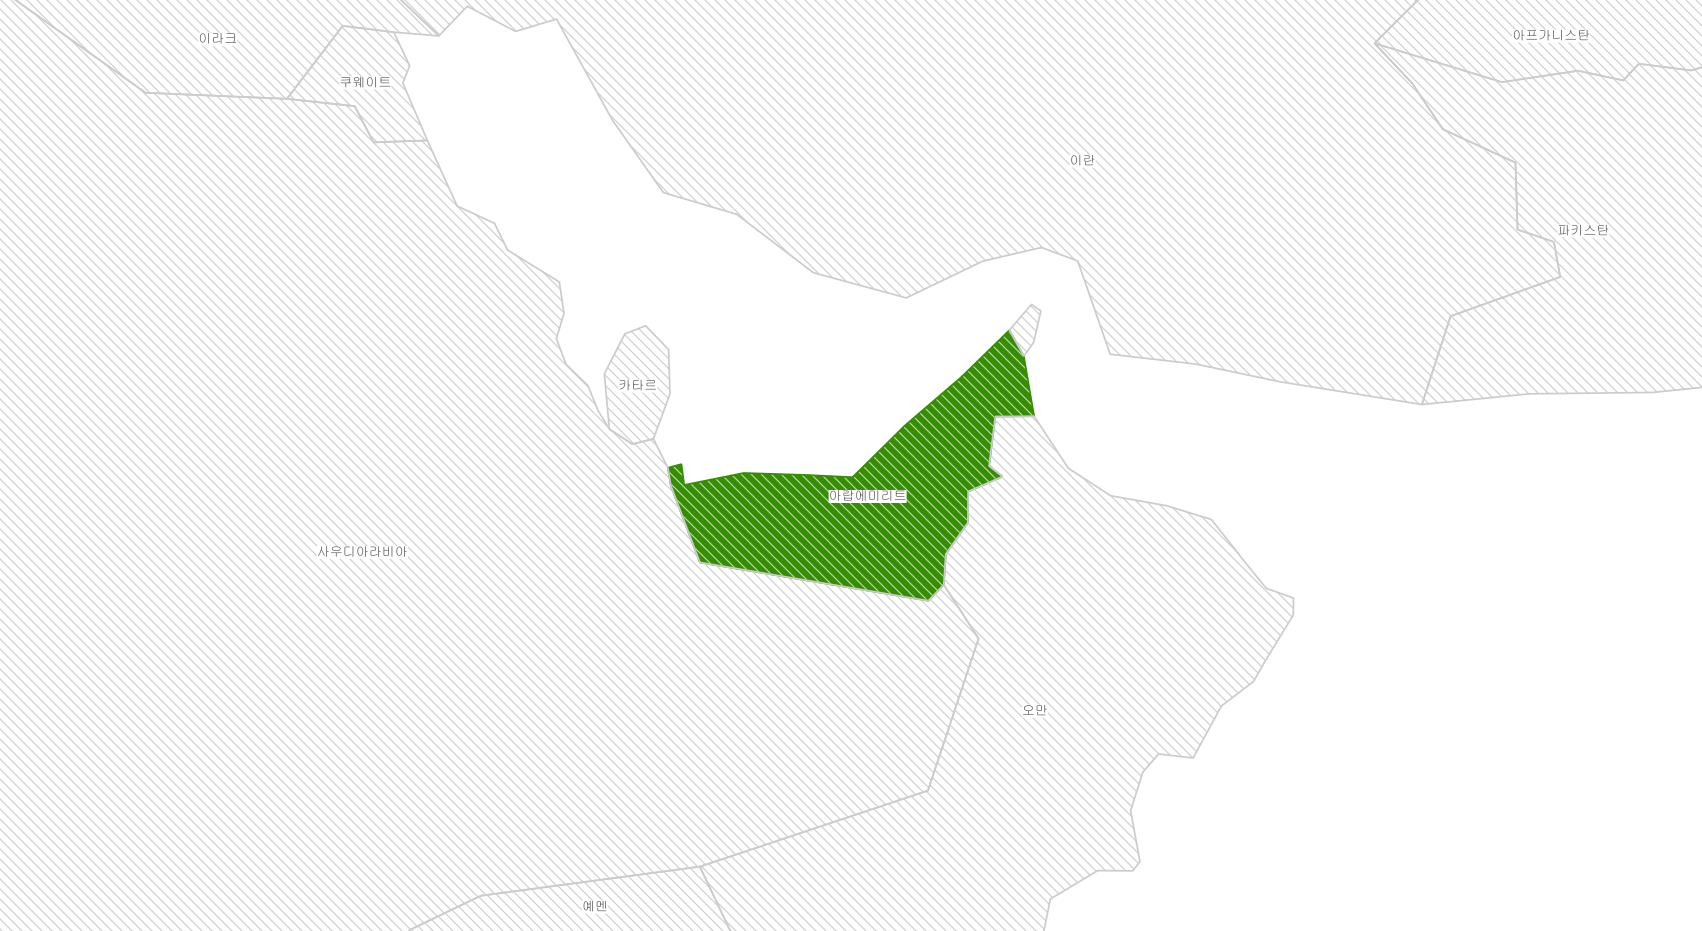 아프가니스탄
이라크
쿠웨이트
이란
파키스탄
카타르
아랍에미리트
사우디아라비아
오만
예멘